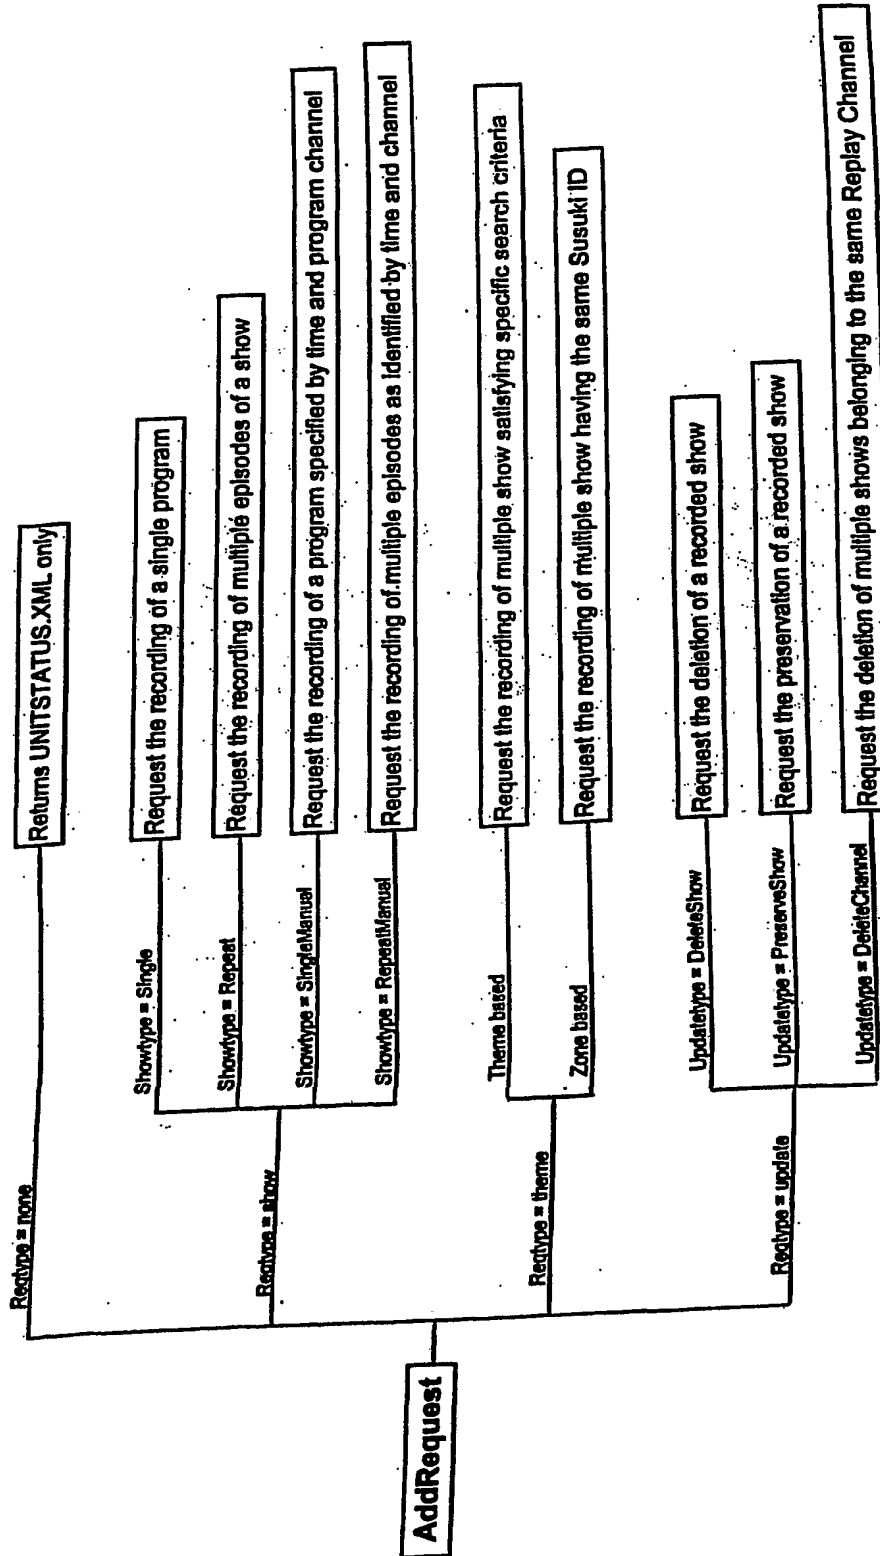 AddRequest
Reqtype = none
Returns UNITSTATUS.XML only
Reqtype = show
Showtype = Single
Request the recording of a single program
Showtype = Repeat
Request the recording of multiple episodes of a show
Showtype = SingleManual
Request the recording of a program specified by time and program channel
Showtype = RepeatManual
Request the recording of multiple episodes as identified by time and channel
Reqtype = theme
Theme based
Request the recording of multiple show satisfying specific search criteria
Zone based
Request the recording of multiple show having the same Susuki ID
Reqtype = update
Updatetype = DeleteShow
Request the deletion of a recorded show
Updatetype = PreserveShow
Request the preservation of a recorded show
Updatetype = DeleteChannel
Request the deletion of multiple shows belonging to the same Replay Channel